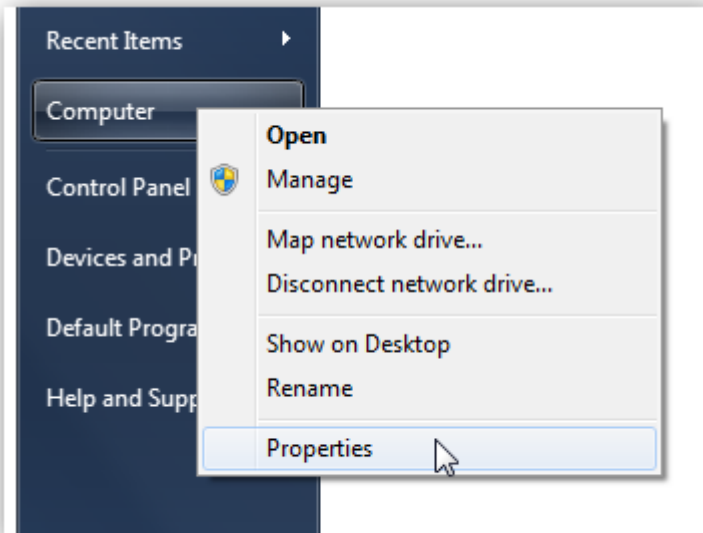 Recent Items
Computer
Open
Control Panel
Manage
Map network drive...
Devices and Pr
Disconnect network drive...
Default Progra
Show on Desktop
Help and Supp
Rename
Properties